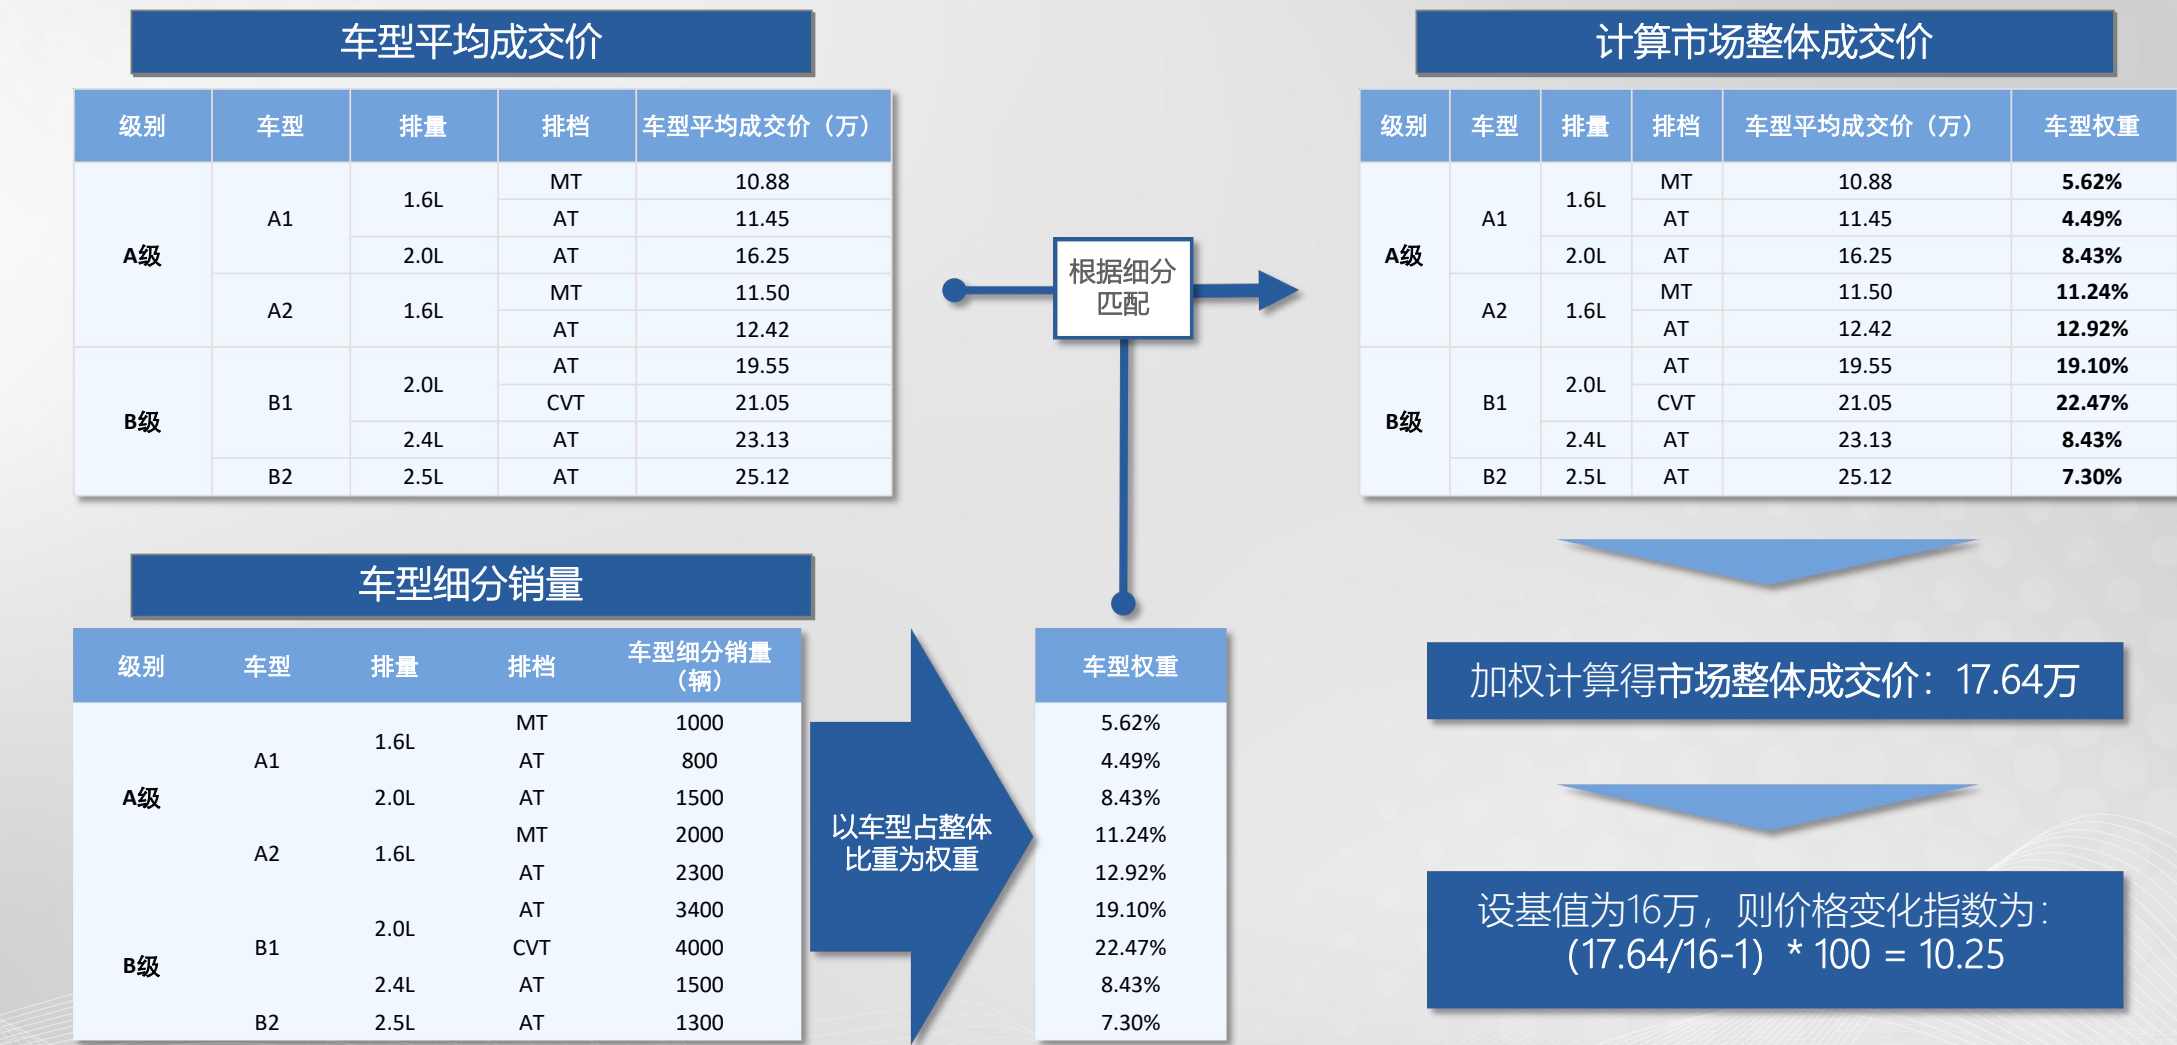 车型平均成交价
级别 车型 排量 排档 车型平均成交价（万）
A级 A1 1.6L MT 10.88
AT 11.45
2.0L AT 16.25
A2 1.6L MT 11.50
AT 12.42
B级 B1 2.0L AT 19.55
CVT 21.05
2.4L AT 23.13
B2 2.5L AT 25.12
车型细分销量
级别 车型 排量 排档 车型细分销量
（辆）
A级 A1 1.6L MT 1000
AT 800
2.0L AT 1500
A2 1.6L MT 2000
AT 2300
B级 B1 2.0L AT 3400
CVT 4000
2.4L AT 1500
B2 2.5L AT 1300
以车型占整体
比重为权重
车型权重
5.62%
4.49%
8.43%
11.24%
12.92%
19.10%
22.47%
8.43%
7.30%
根据细分
匹配
计算市场整体成交价
级别 车型 排量 排档 车型平均成交价（万） 车型权重
A级 A1 1.6L MT 10.88 5.62%
AT 11.45 4.49%
2.0L AT 16.25 8.43%
A2 1.6L MT 11.50 11.24%
AT 12.42 12.92%
B级 B1 2.0L AT 19.55 19.10%
CVT 21.05 22.47%
2.4L AT 23.13 8.43%
B2 2.5L AT 25.12 7.30%
加权计算得市场整体成交价：17.64万
设基值为16万，则价格变化指数为：
（17.64/16-1）* 100 = 10.25